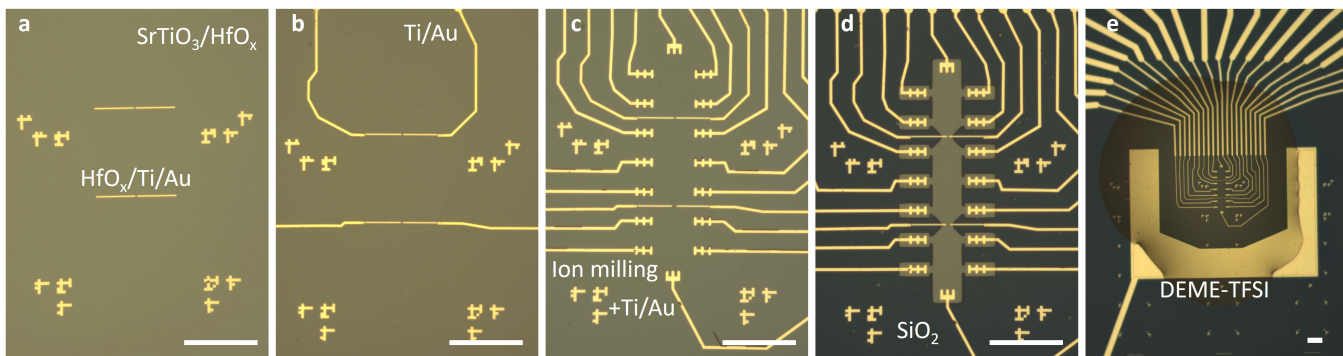 a
SrTiO₃/HfOₓ
HfOₓ/Ti/Au
b
Ti/Au
c
Ion milling
+Ti/Au
d
SiO₂
e
DEME-TFSI